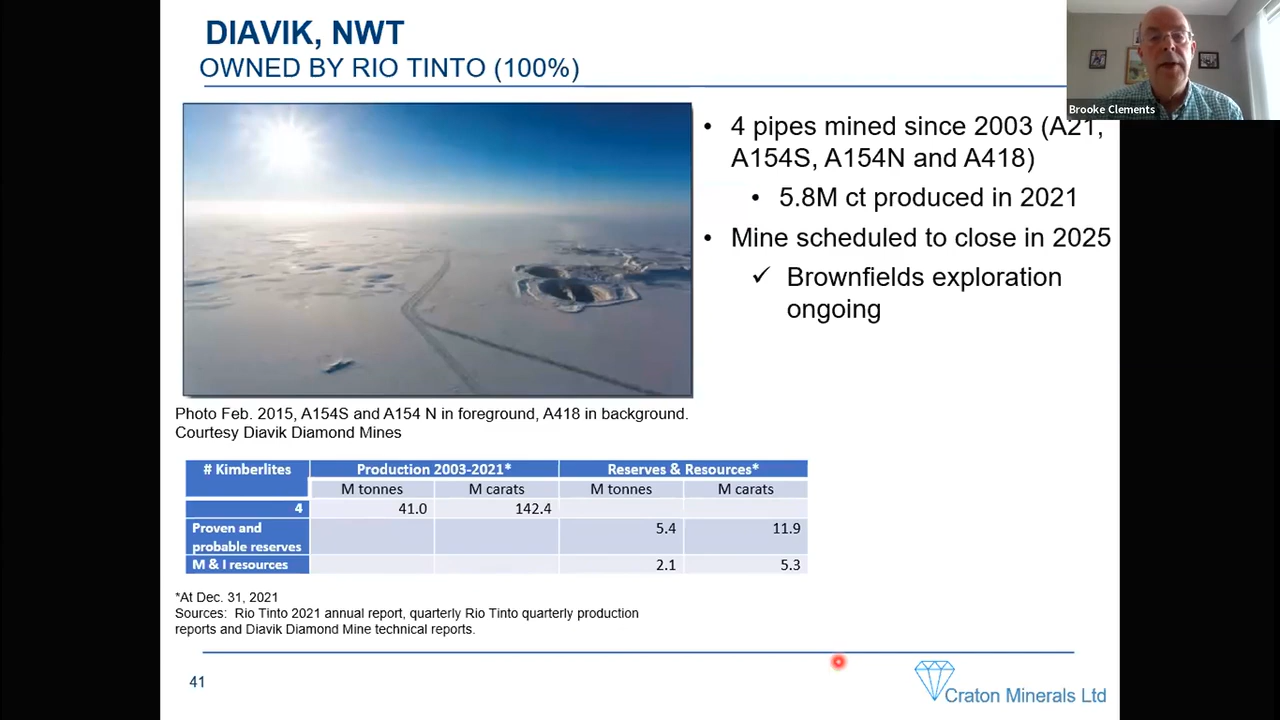 DIAVIK, NWT
OWNED BY RIO TINTO (100%)
Brooke Clements
• 4 pipes mined since 2003 (A21,
A154S, A154N and A418)
• 5.8M ct produced in 2021
• Mine scheduled to close in 2025
✓ Brownfields exploration
ongoing
Photo Feb. 2015, A154S and A154 N in foreground, A418 in background.
Courtesy Diavik Diamond Mines
# Kimberlites Production 2003-2021* Reserves & Resources*
M tonnes M carats M tonnes M carats
4 41.0 142.4
Proven and 5.4 11.9
probable reserves
M & I resources 2.1 5.3
*At Dec. 31, 2021
Sources: Rio Tinto 2021 annual report, quarterly Rio Tinto quarterly production
reports and Diavik Diamond Mine technical reports.
41
Craton Minerals Ltd